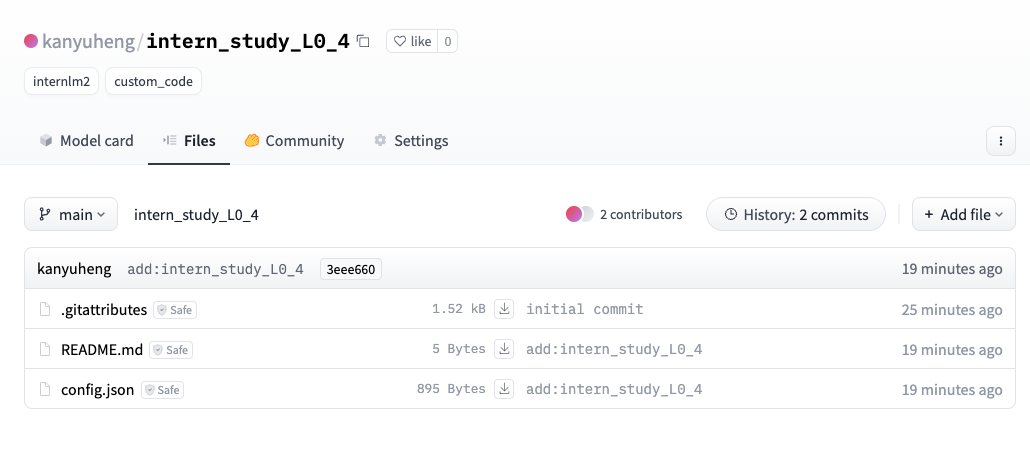 kanyuheng/intern_study_L0_4 like 0
internlm2 custom_code
Model card Files Community Settings
main intern_study_L0_4 2 contributors History: 2 commits + Add file
kanyuheng add:intern_study_L0_4 3eee660 19 minutes ago
.gitattributes Safe 1.52 kB initial commit 25 minutes ago
README.md Safe 5 Bytes add:intern_study_L0_4 19 minutes ago
config.json Safe 895 Bytes add:intern_study_L0_4 19 minutes ago